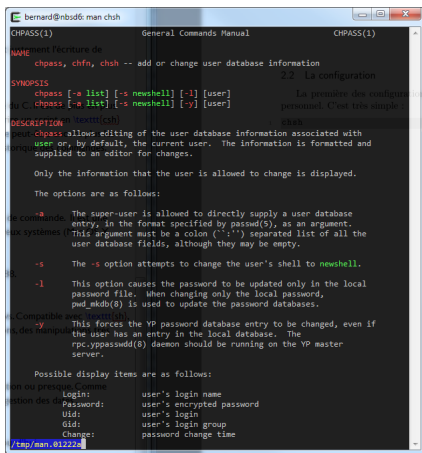 bernard@nbsd6: man chsh
CHPASS(1) General Commands Manual CHPASS(1)
NAME
chpass, chfn, chsh -- add or change user database information
SYNOPSIS
chpass [-a list] [-s newshell] [-l] [user]
chpass [-a list] [-s newshell] [-y] [user]
DESCRIPTION
chpass allows editing of the user database information associated with
user or, by default, the current user. The information is formatted and
supplied to an editor for changes.
Only the information that the user is allowed to change is displayed.
The options are as follows:
-a The super-user is allowed to directly supply a user database
entry, in the format specified by passwd(5), as an argument.
This argument must be a colon (``:'') separated list of all the
user database fields, although they may be empty.
-s The -s option attempts to change the user's shell to newshell.
-l This option causes the password to be updated only in the local
password file. When changing only the local password,
pwd_mkdb(8) is used to update the password databases.
-y This forces the YP password database entry to be changed, even if
the user has an entry in the local database. The
rpc.yppasswdd(8) daemon should be running on the YP master
server.
Possible display items are as follows:
Login: user's login name
Password: user's encrypted password
Uid: user's login
Gid: user's login group
Change: password change time
/tmp/man.01222a
2.2 La configuration
La première des configuration
personnel. C'est très simple :
l'écriture de
de commande.
Compatible avec \texttt{sh},
ion ou presque. Comme